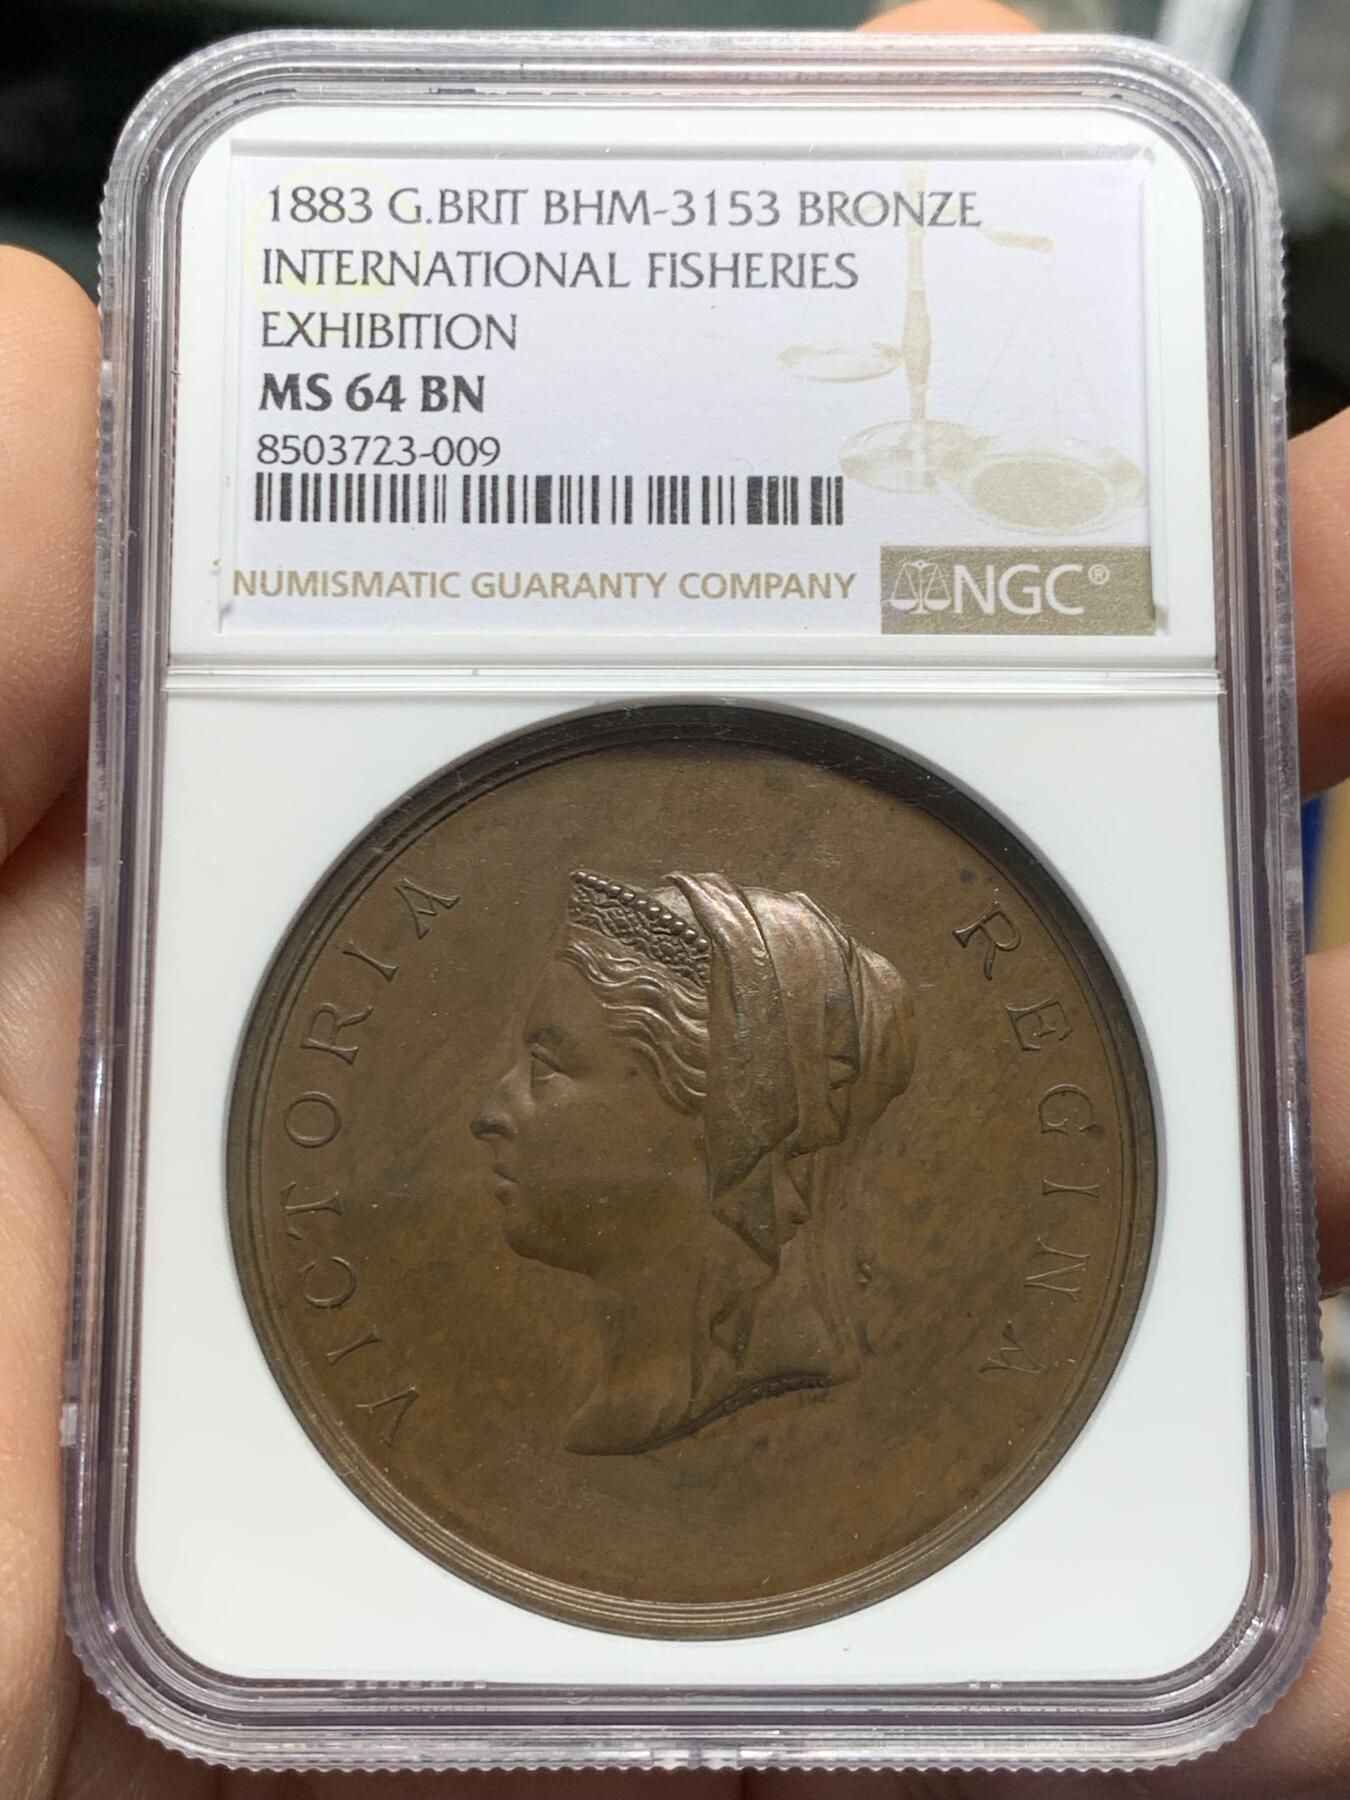 1883 G.BRIT BHM-3153 BRONZE
INTERNATIONAL FISHERIES
EXHIBITION
MS 64 BN
8503723-009
NUMISMATIC GUARANTY COMPANY
NGC®
VICTORIA REGINA